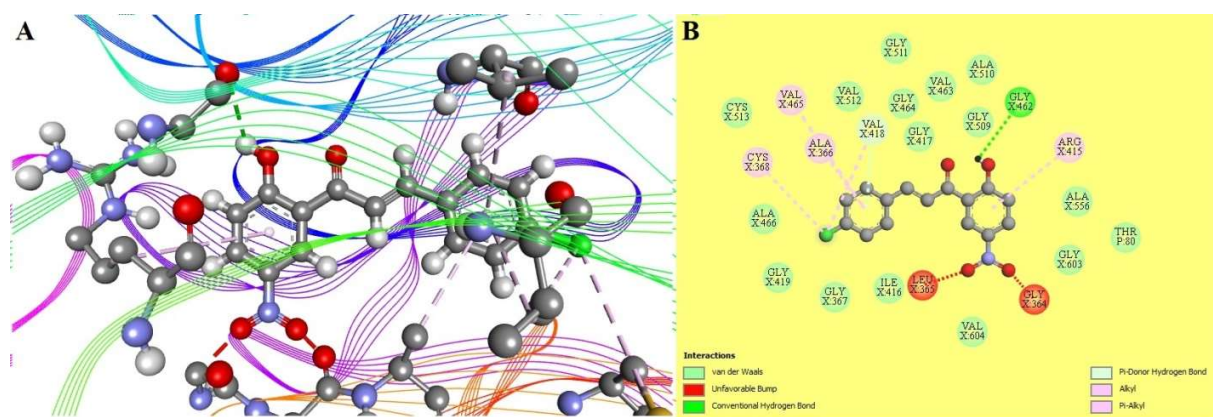 A
B
GLY
X:511
ALA
X:510
VAL
X:465
VAL
X:512
VAL
X:463
GLY
X:464
GLY
X:462
CYS
X:513
VAL
X:418
GLY
X:509
GLY
X:417
ARG
X:415
CYS
X:368
ALA
X:366
ALA
X:556
ALA
X:466
THR
P:80
GLY
X:603
GLY
X:419
GLY
X:367
ILE
X:416
LEU
X:365
GLY
X:364
VAL
X:604
Interactions
van der Waals
Unfavorable Bump
Conventional Hydrogen Bond
Pi-Donor Hydrogen Bond
Alkyl
Pi-Alkyl